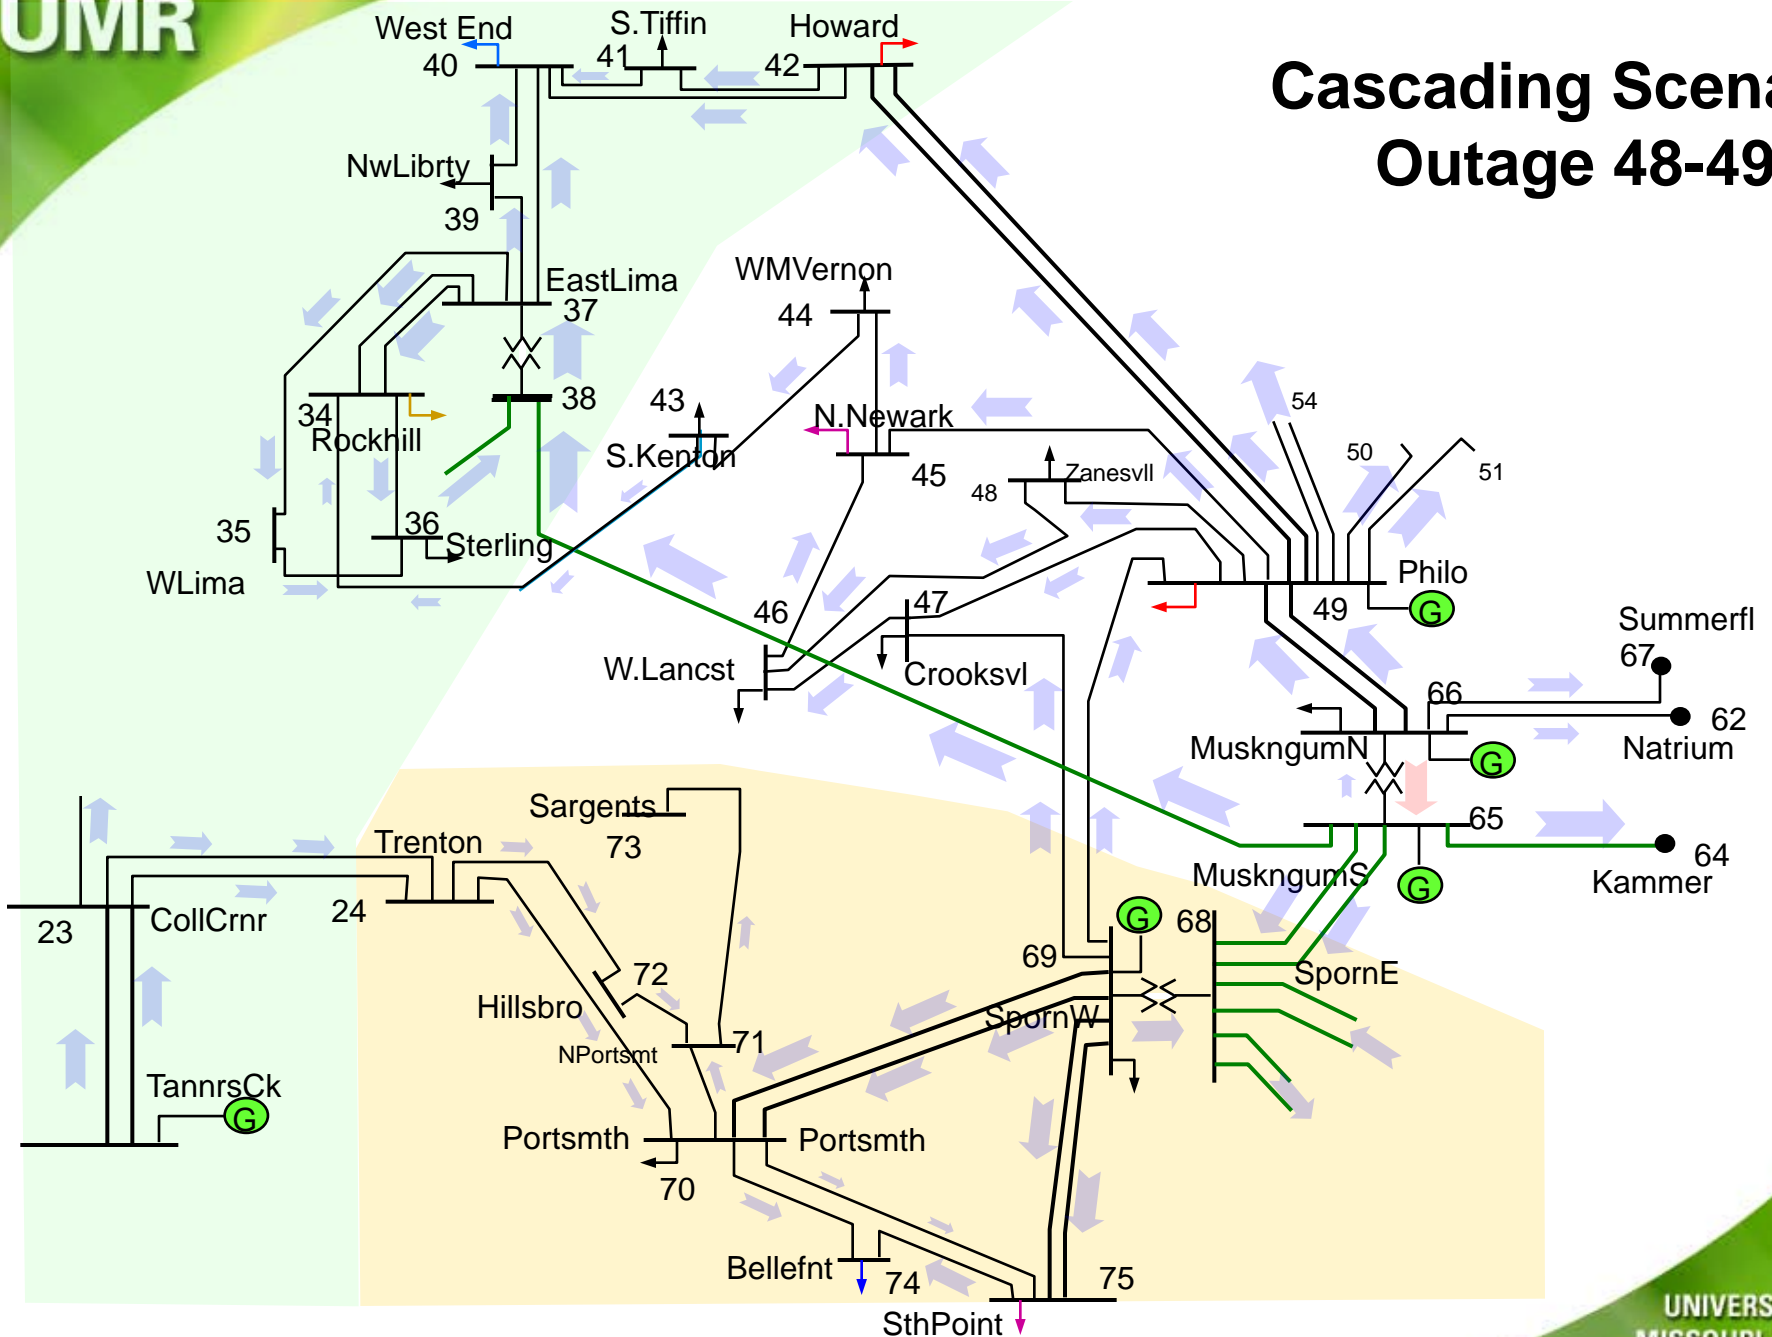 UMR
Cascading Scena
Outage 48-49
West End
40
S.Tiffin
41
Howard
42
NwLibrty
39
EastLima
37
WMVernon
44
38
43
S.Kenton
34
Rockhill
N.Newark
45
54
50
51
48
Zanesvll
35
WLima
36
Sterling
46
W.Lancst
47
Crooksvl
Philo
49
G
Summerfl
67
66
62
Natrium
MuskngumN
G
65
64
Kammer
MuskngumS
G
Sargents
73
Trenton
24
23
CollCrnr
G
69
68
SpornE
SpornW
72
Hillsbro
NPortsmt
71
TannrsCk
G
Portsmth
Portsmth
70
Bellefnt
74
75
SthPoint
UNIVERS
MISSOURI